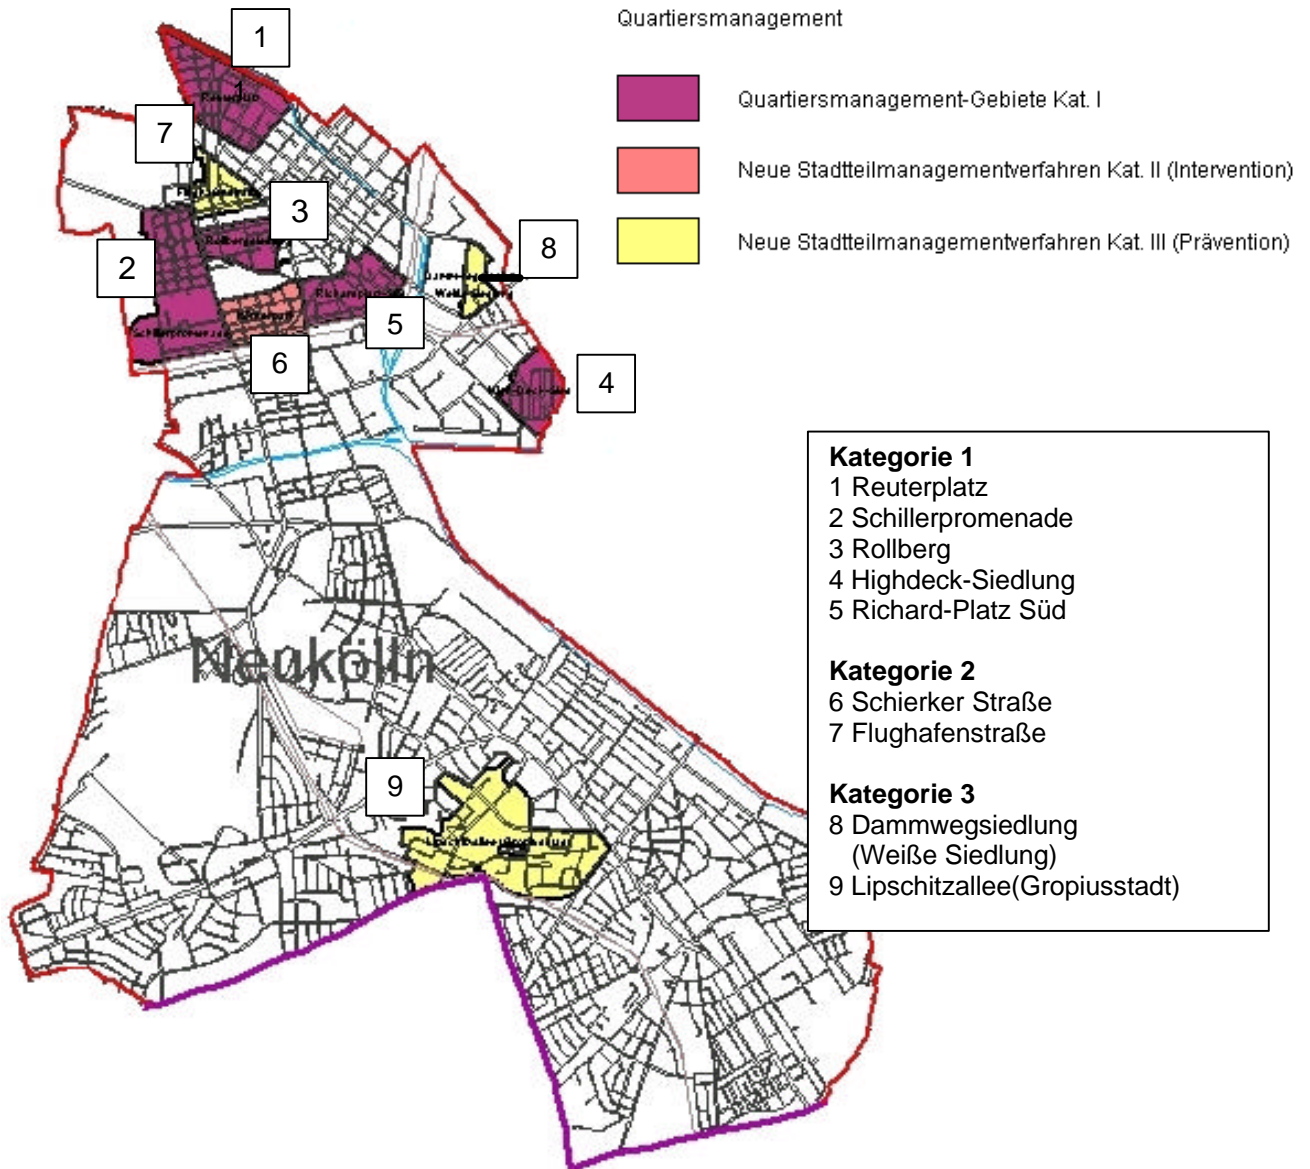 Quartiersmanagement
Quartiersmanagement-Gebiete Kat. I
Neue Stadtteilmanagementverfahren Kat. II (Intervention)
Neue Stadtteilmanagementverfahren Kat. III (Prävention)
1
1
7
3
2
8
5
6
4
Schillerpromenade
Neukölln
9
Kategorie 1
1 Reuterplatz
2 Schillerpromenade
3 Rollberg
4 Highdeck-Siedlung
5 Richard-Platz Süd
Kategorie 2
6 Schierker Straße
7 Flughafenstraße
Kategorie 3
8 Dammwegsiedlung
(Weiße Siedlung)
9 Lipschitzallee(Gropiusstadt)